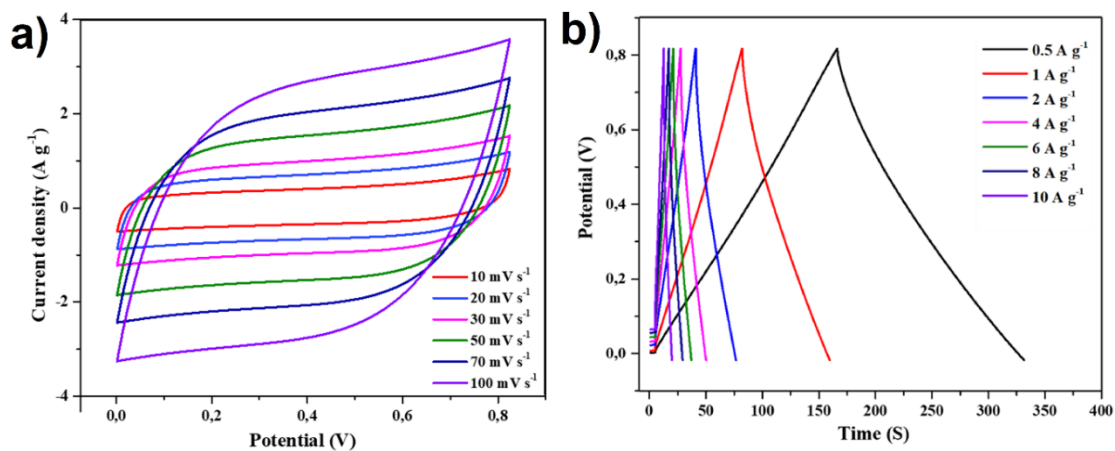 a)
Current density (A g⁻¹)
4
2
0
-2
-4
10 mV s⁻¹
20 mV s⁻¹
30 mV s⁻¹
50 mV s⁻¹
70 mV s⁻¹
100 mV s⁻¹
0,0 0,2 0,4 0,6 0,8
Potential (V)
b)
Potential (V)
0,8
0,6
0,4
0,2
0,0
0.5 A g⁻¹
1 A g⁻¹
2 A g⁻¹
4 A g⁻¹
6 A g⁻¹
8 A g⁻¹
10 A g⁻¹
0 50 100 150 200 250 300 350 400
Time (S)